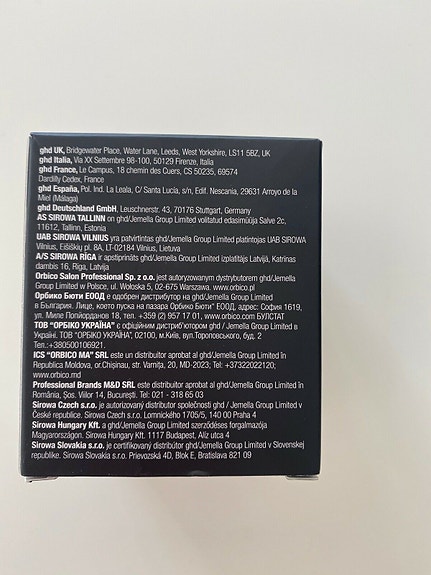 ghd UK, Bridgewater Place, Water Lane, Leeds, West Yorkshire, LS11 5BZ, UK
ghd Italia, Via XX Settembre 98-100, 50129 Firenze, Italia
ghd France, Le Campus, 18 chemin des Cuers, CS 50235, 69574
Dardilly Cedex, France
ghd España, Pol. Ind. La Leala, C/ Santa Lucía, s/n, Edif. Nescania, 29631 Arroyo de la
Miel (Málaga)
ghd Deutschland GmbH, Leuschnerstr. 43, 70176 Stuttgart, Germany
AS SIROWA TALLINN on ghd/Jemella Group Limited volitatud edasimüüja Salve 2c,
11612, Tallinn, Estonia
UAB SIROWA VILNIUS yra patvirtintas ghd/Jemella Group Limited platintojas UAB SIROWA
Vilnius, Eišiškių pl. 8A, LT-02184 Vilnius, Lietuva
A/S SIROWA RĪGA ir apstiprināts ghd/Jemella Group Limited izplatītājs Latvijā, Katrīnas
dambis 16, Rīga, Latvija
Orbico Salon Professional Sp. z o.o. jest autoryzowanym dystrybutorem ghd/Jemella
Group Limited w Polsce, ul. Wołoska 5, 02-675 Warszawa. www.orbico.pl
Орбико Бюти ЕООД е одобрен дистрибутор на ghd/Jemella Group Limited
в България. Лице, което пуска на пазара Орбико Бюти" ЕООД, адрес: София 1619,
ул. Миле Попйорданов 18, тел. +359 (2) 957 17 01, www.orbico.com БУЛСТАТ
ТОВ "ОРБІКО УКРАЇНА" є офіційним дистриб'ютором ghd / Jemella Group Limited в
Україні. ТОВ "ОРБІКО УКРАЇНА", 02100, м.Київ, вул.Тороповського, буд. 2
Тел.:+380500106921.
ICS "ORBICO MA" SRL este un distribuitor aprobat al ghd/Jemella Group Limited în
Republica Moldova, or.Chișinau, str. Varnița, 20, MD-2023; Tel: +37322022120;
www.orbico.md
Professional Brands M&D SRL este distribuitor aprobat al ghd/Jemella Group Limited în
România, Șos. Viilor 14, București. Tel: 021 - 318 65 03
Sirowa Czech s.r.o. je autorizovaný distributor společnosti ghd / Jemella Group Limited v
České republice. Sirowa Czech s.r.o. Lomnického 1705/5, 140 00 Praha 4
Sirowa Hungary Kft. a ghd/Jemella Group Limited szerződéses forgalmazója
Magyarországon. Sirowa Hungary Kft. 1117 Budapest, Alíz utca 4
Sirowa Slovakia s.r.o. je certifikovaný distribútor ghd/Jemella Group Limited v Slovenskej
republike. Sirowa Slovakia s.r.o. Prievozská 4D, Blok E, Bratislava 821 09